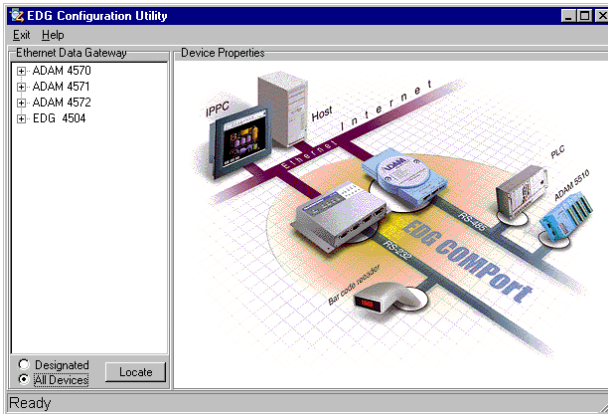 EDG Configuration Utility
Exit Help
Ethernet Data Gateway
Device Properties
ADAM 4570
ADAM 4571
ADAM 4572
EDG 4504
IPPC
Host
Ethernet
Internet
ADAM
PLC
ADAM 5510
RS-485
RS-232
EDG COMPort
Bar code reader
Designated
All Devices
Locate
Ready